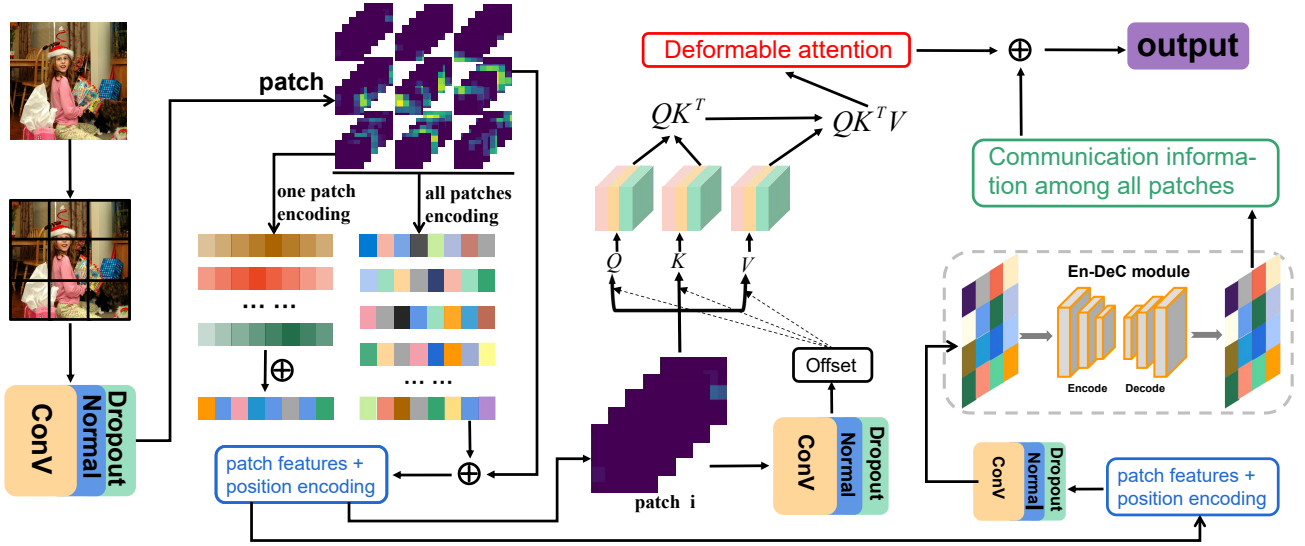 patch
one patch
encoding
all patches
encoding
... ...
... ...
ConV
Normal
Dropout
patch features +
position encoding
patch i
Q
K
V
QK^T
QK^TV
Deformable attention
Offset
ConV
Normal
Dropout
output
Communication informa-
tion among all patches
En-DeC module
Encode
Decode
ConV
Normal
Dropout
patch features +
position encoding